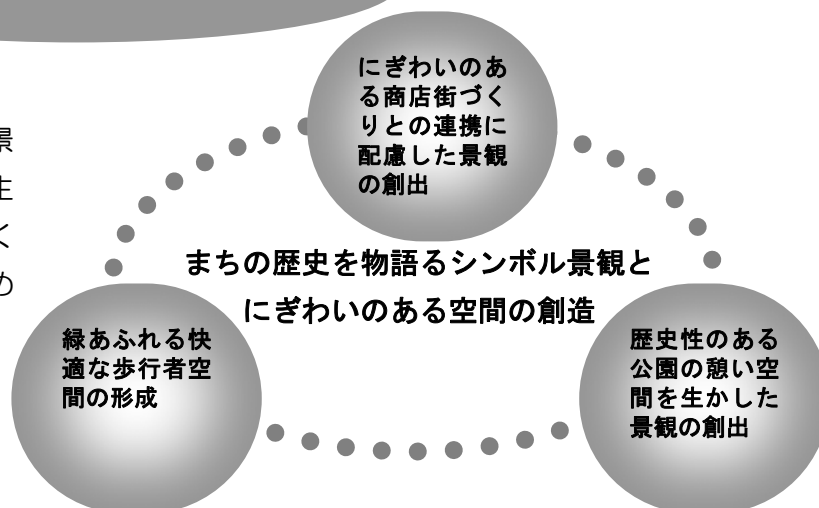 にぎわいのあ
る商店街づく
りとの連携に
配慮した景観
の創出
景
生
く
め
まちの歴史を物語るシンボル景観と
にぎわいのある空間の創造
緑あふれる快
適な歩行者空
間の形成
歴史性のある
公園の憩い空
間を生かした
景観の創出